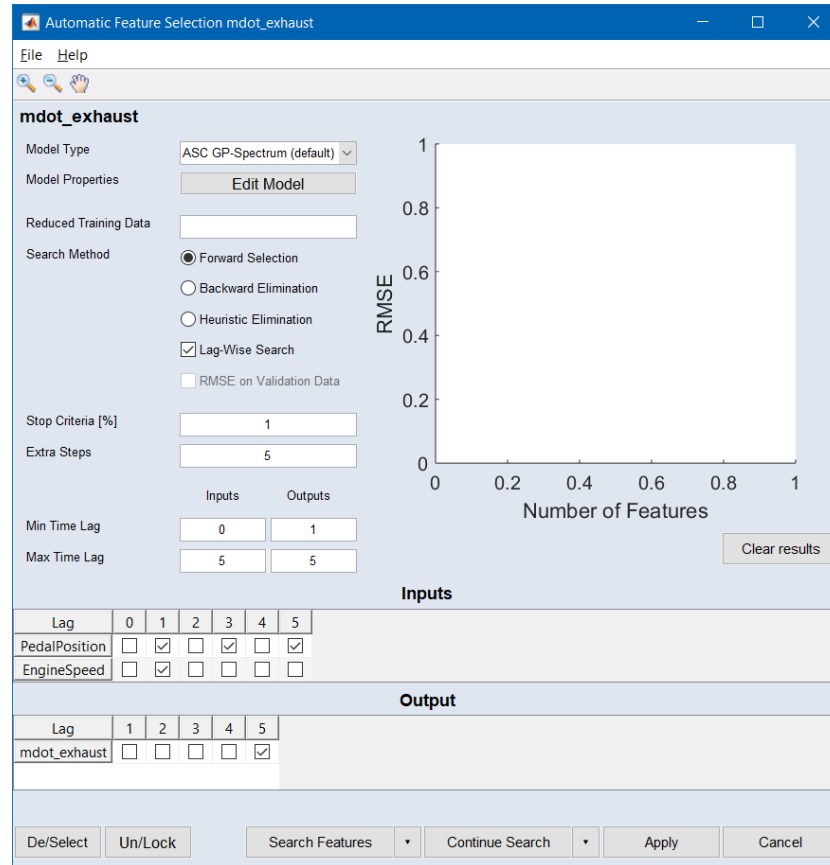 Automatic Feature Selection mdot_exhaust
File Help
mdot_exhaust
Model Type
ASC GP-Spectrum (default)
Model Properties
Edit Model
Reduced Training Data
Search Method
Forward Selection
Backward Elimination
Heuristic Elimination
Lag-Wise Search
RMSE on Validation Data
Stop Criteria [%]
1
Extra Steps
5
Inputs Outputs
Min Time Lag
0 1
Max Time Lag
5 5
RMSE
1
0.8
0.6
0.4
0.2
0
0 0.2 0.4 0.6 0.8 1
Number of Features
Clear results
Inputs
Lag 0 1 2 3 4 5
PedalPosition
EngineSpeed
Output
Lag 1 2 3 4 5
mdot_exhaust
De/Select Un/Lock Search Features Continue Search Apply Cancel